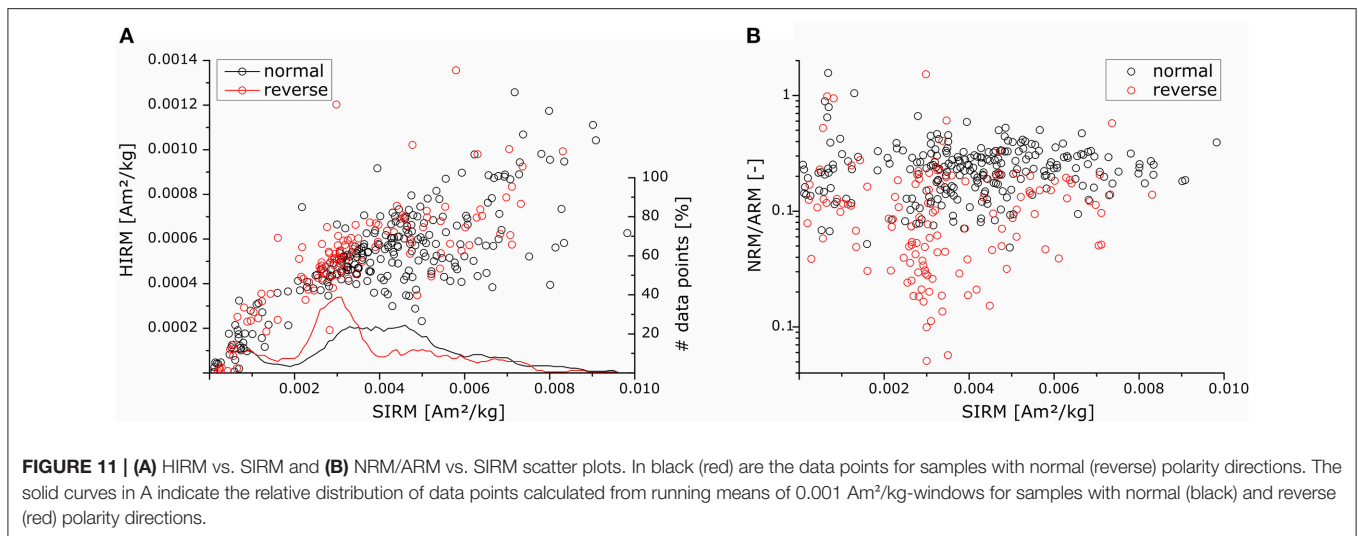 A
0.0014
0.0012
0.0010
0.0008
0.0006
0.0004
0.0002
HIRM [Am²/kg]
normal
reverse
100
80
60
40
20
0
# data points [%]
0.002
0.004
0.006
0.008
0.010
SIRM [Am²/kg]
B
1
0.1
0.1
NRM/ARM [-]
normal
reverse
0.002
0.004
0.006
0.008
0.010
SIRM [Am²/kg]
FIGURE 11 | (A) HIRM vs. SIRM and (B) NRM/ARM vs. SIRM scatter plots. In black (red) are the data points for samples with normal (reverse) polarity directions. The
solid curves in A indicate the relative distribution of data points calculated from running means of 0.001 Am²/kg-windows for samples with normal (black) and reverse
(red) polarity directions.